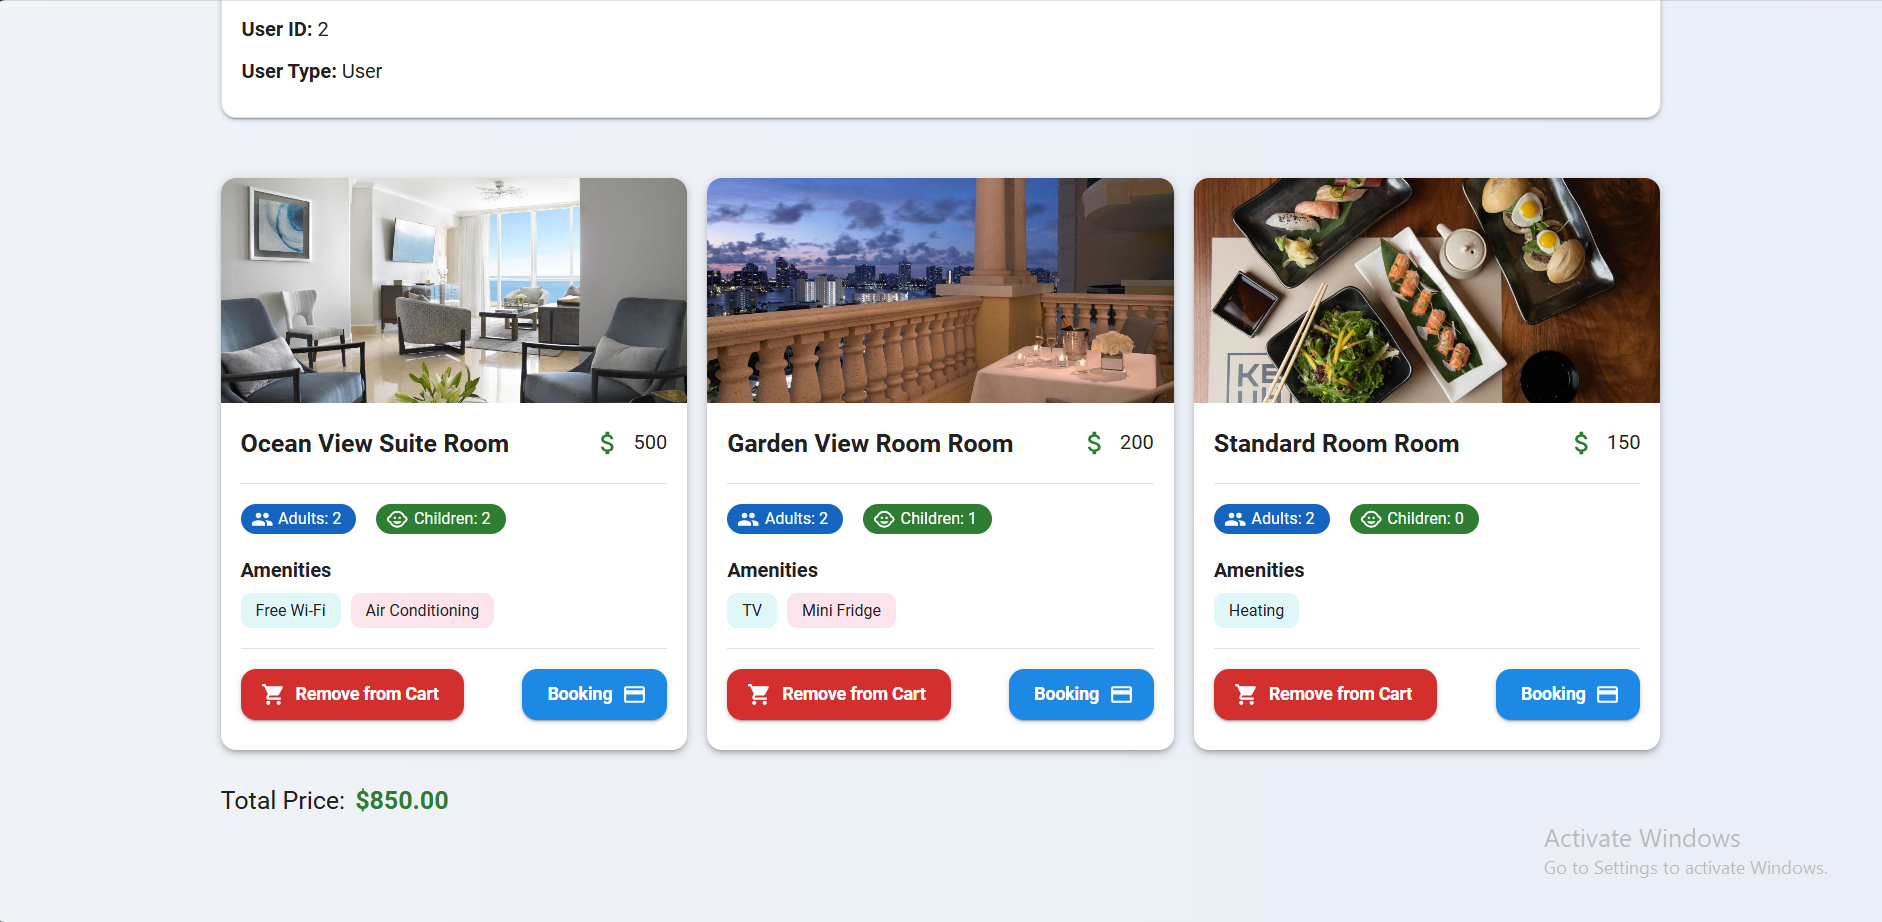 User ID: 2
User Type: User
Ocean View Suite Room
$ 500
Adults: 2
Children: 2
Amenities
Free Wi-Fi
Air Conditioning
Remove from Cart
Booking
Garden View Room Room
$ 200
Adults: 2
Children: 1
Amenities
TV
Mini Fridge
Remove from Cart
Booking
Standard Room Room
$ 150
Adults: 2
Children: 0
Amenities
Heating
Remove from Cart
Booking
Total Price: $850.00
Activate Windows
Go to Settings to activate Windows.